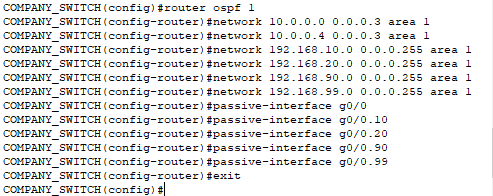 COMPANY_SWITCH(config)#router ospf 1
COMPANY_SWITCH(config-router)#network 10.0.0.0 0.0.0.3 area 1
COMPANY_SWITCH(config-router)#network 10.0.0.4 0.0.0.3 area 1
COMPANY_SWITCH(config-router)#network 192.168.10.0 0.0.0.255 area 1
COMPANY_SWITCH(config-router)#network 192.168.20.0 0.0.0.255 area 1
COMPANY_SWITCH(config-router)#network 192.168.90.0 0.0.0.255 area 1
COMPANY_SWITCH(config-router)#network 192.168.99.0 0.0.0.255 area 1
COMPANY_SWITCH(config-router)#passive-interface g0/0
COMPANY_SWITCH(config-router)#passive-interface g0/0.10
COMPANY_SWITCH(config-router)#passive-interface g0/0.20
COMPANY_SWITCH(config-router)#passive-interface g0/0.90
COMPANY_SWITCH(config-router)#passive-interface g0/0.99
COMPANY_SWITCH(config-router)#exit
COMPANY_SWITCH(config)#